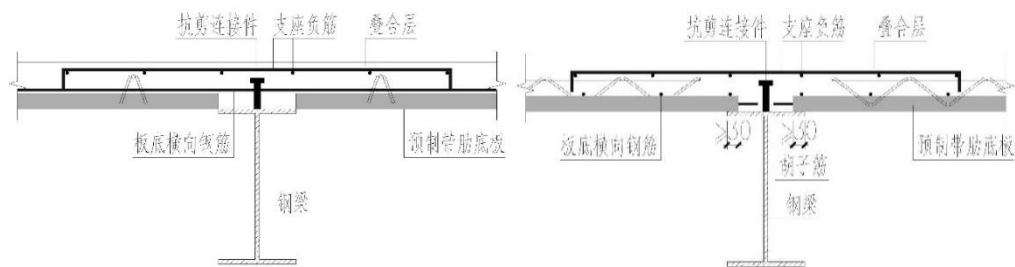 抗剪连接件 支座负筋 叠合层
板底横向钢筋 预制带肋底板
钢梁
抗剪连接件 支座负筋 叠合层
≥30 ≥30
板底横向钢筋 胡子筋 预制带肋底板
钢梁